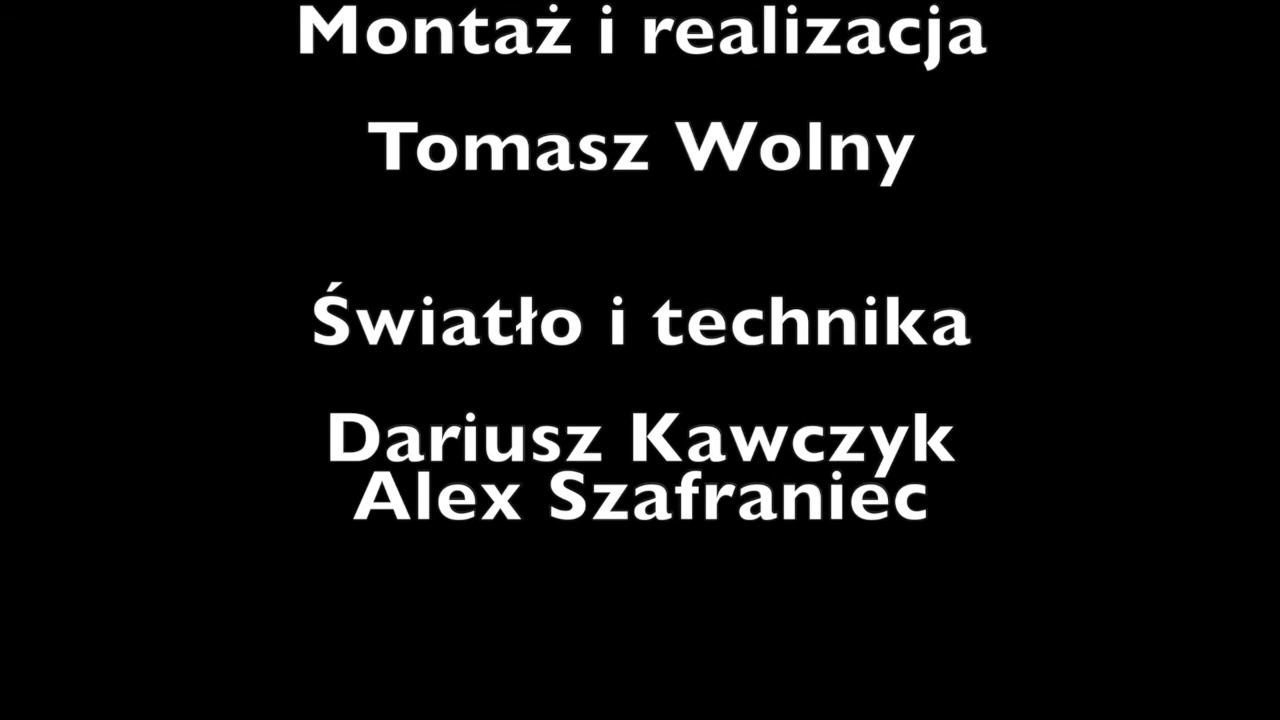 Montaż i realizacja
Tomasz Wolny
Światło i technika
Dariusz Kawczyk
Alex Szafraniec